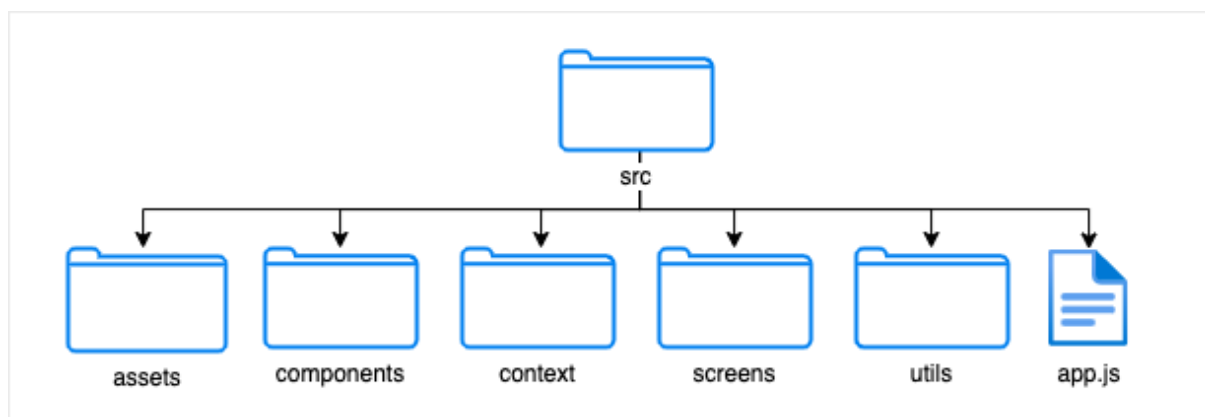 src
assets
components
context
screens
utils
app.js